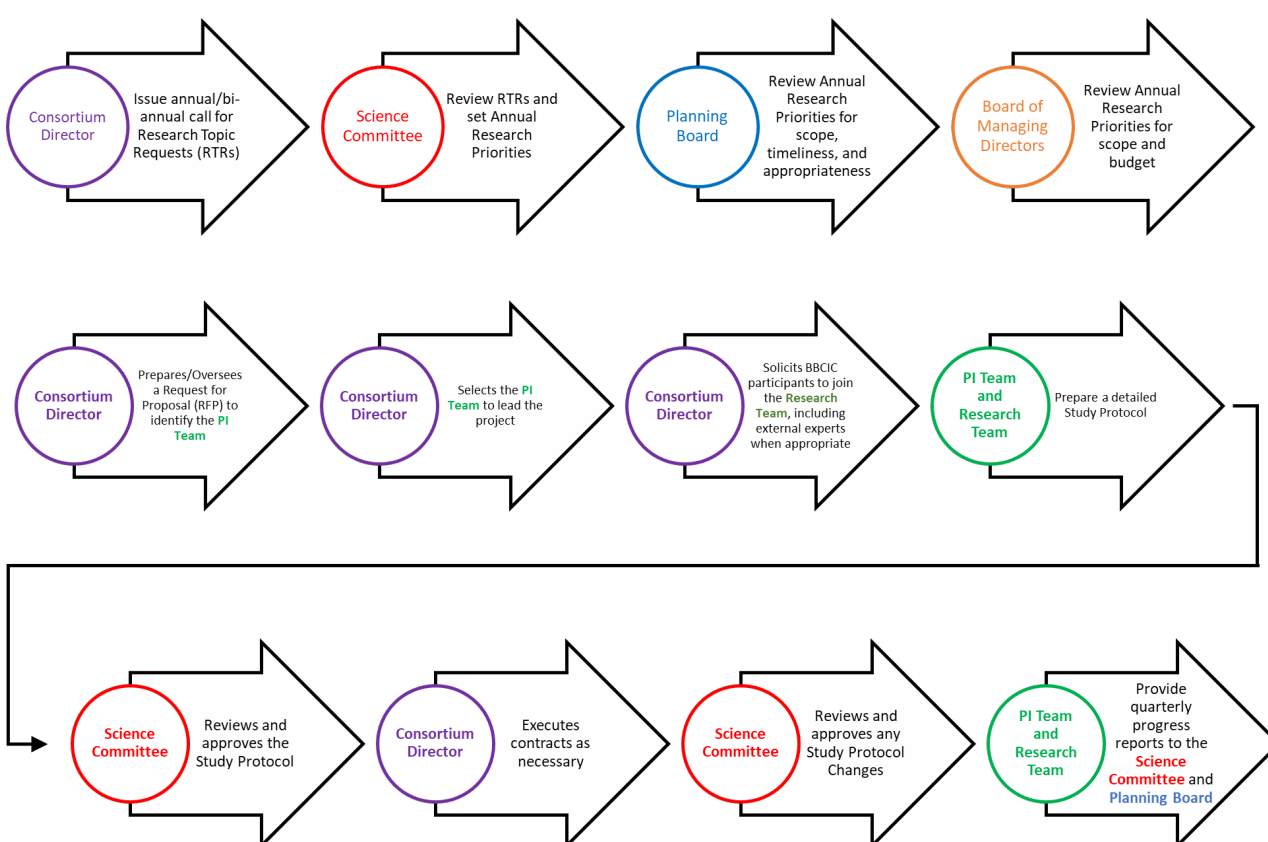 Consortium
Director
Issue annual/bi-
annual call for
Research Topic
Requests (RTRs)
Science
Committee
Review RTRs and
set Annual
Research
Priorities
Planning
Board
Review Annual
Research
Priorities for
scope,
timeliness, and
appropriateness
Board of
Managing
Directors
Review Annual
Research
Priorities for
scope and
budget
Consortium
Director
Prepares/Oversees
a Request for
Proposal (RFP) to
identify the PI
Team
Consortium
Director
Selects the PI
Team to lead the
project
Consortium
Director
Solicits BBCIC
participants to join
the Research
Team, including
external experts
when appropriate
PI Team
and
Research
Team
Prepare a detailed
Study Protocol
Science
Committee
Reviews and
approves the
Study Protocol
Consortium
Director
Executes
contracts as
necessary
Science
Committee
Reviews and
approves any
Study Protocol
Changes
PI Team
and
Research
Team
Provide
quarterly
progress
reports to the
Science
Committee and
Planning Board